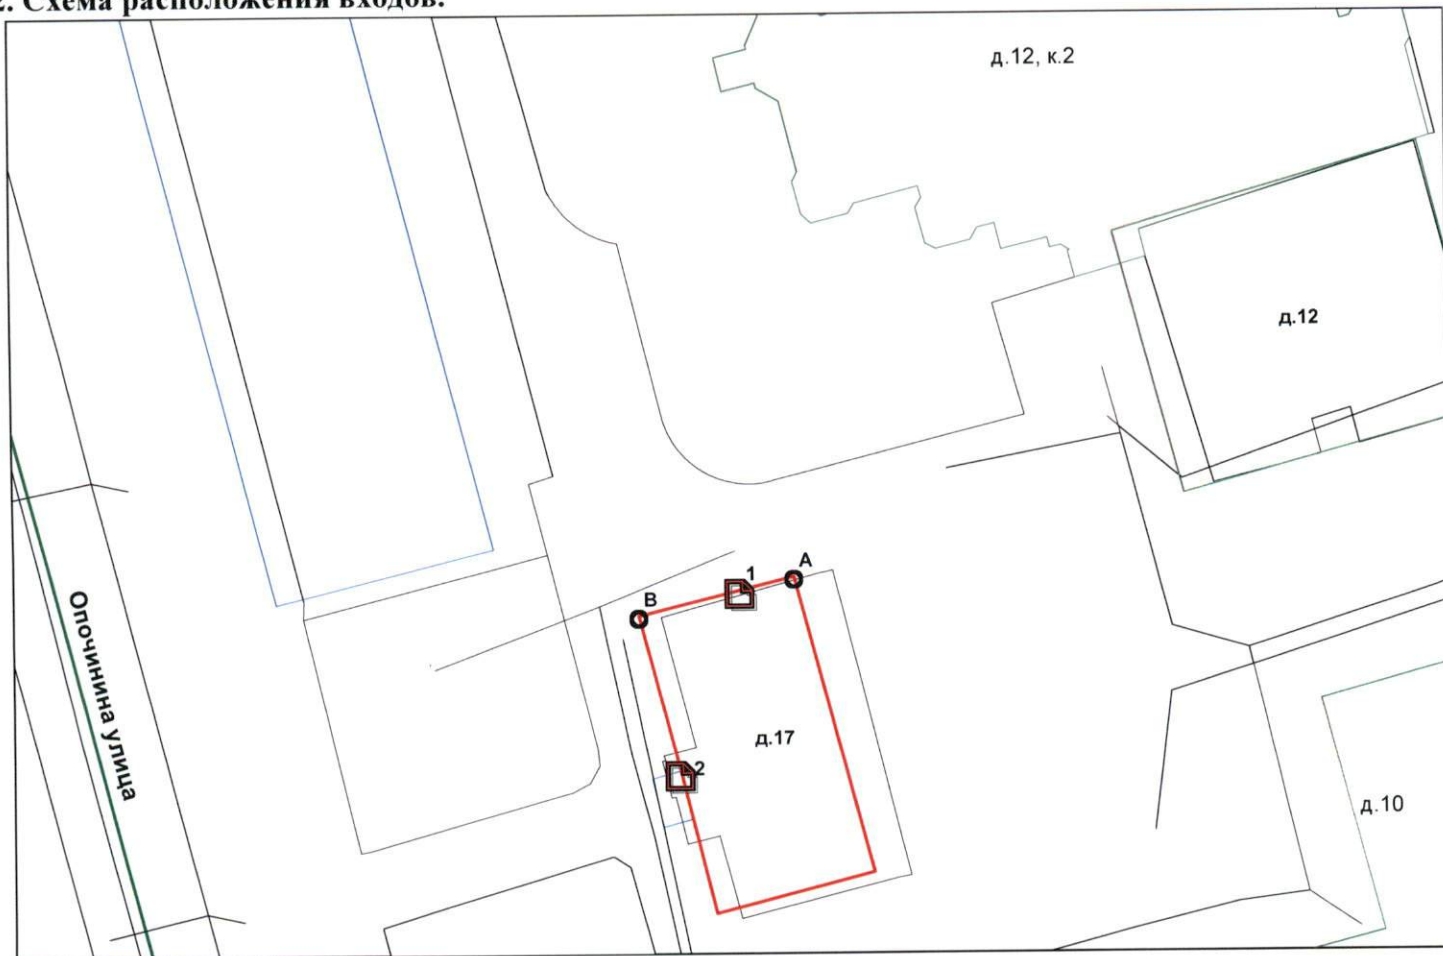 2. Схема расположения входов.
д.12, к.2
д.12
A
1
B
Опочинина улица
д.17
2
д.10